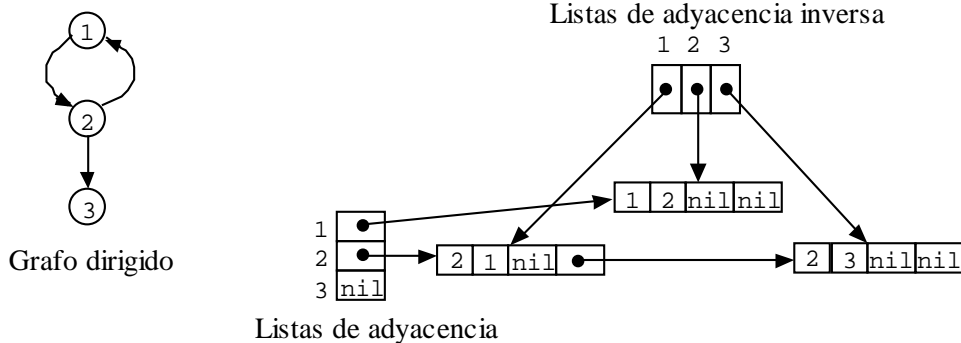 Listas de adyacencia inversa
1 2 3
1
2
3
Grafo dirigido
1 2 nil nil
1
2
3 nil
2 1 nil
2 3 nil nil
Listas de adyacencia